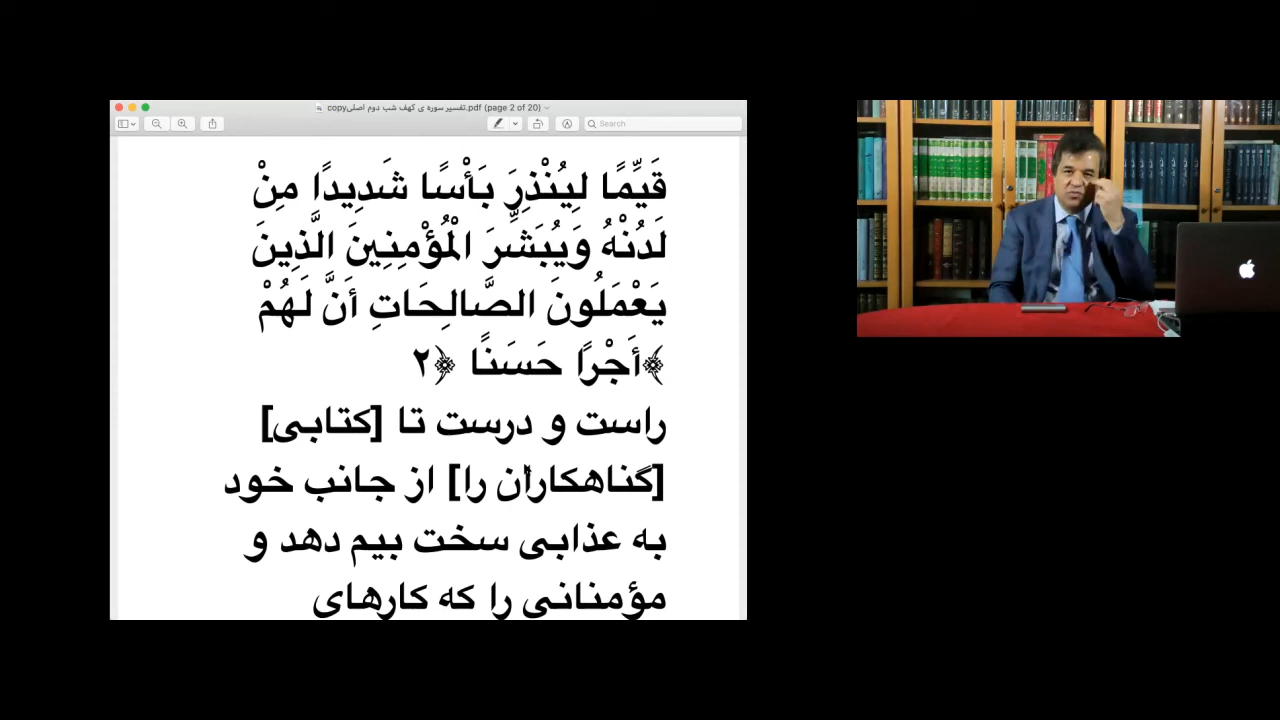 copyتفسیر سوره ی کهف شب دوم اصلی.pdf (page 2 of 20)
Search
قَيِّمًا لِيُنْذِرَ بَأْسًا شَدِيدًا مِنْ
لَدُنْهُ وَيُبَشِّرَ الْمُؤْمِنِينَ الَّذِينَ
يَعْمَلُونَ الصَّالِحَاتِ أَنَّ لَهُمْ
﴾أَجْرًا حَسَنًا ﴿٢
راست و درست تا [کتابی]
[گناهکاران را] از جانب خود
به عذابی سخت بیم دهد و
مؤمنانی را که کارهای